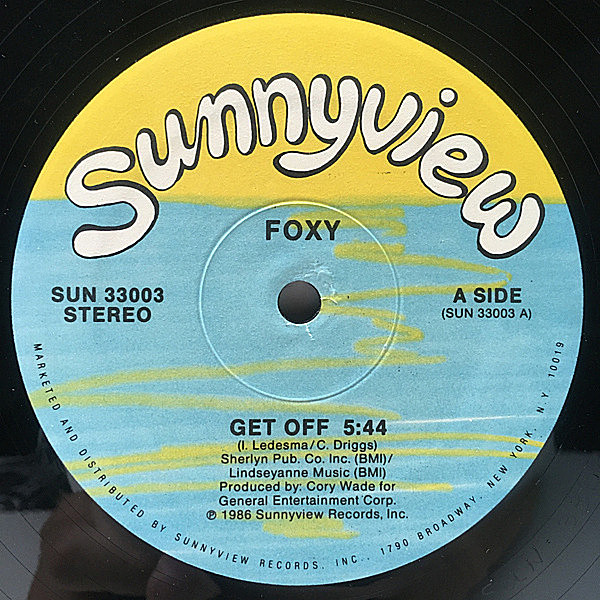 Sunnyview
FOXY
SUN 33003
STEREO
A SIDE
(SUN 33003 A)
GET OFF 5:44
(I. Ledesma/C. Driggs)
Sherlyn Pub. Co. Inc. (BMI)/
Lindseyanne Music (BMI)
Produced by: Cory Wade for
General Entertainment Corp.
℗ 1986 Sunnyview Records, Inc.
MARKETED AND DISTRIBUTED BY SUNNYVIEW RECORDS, INC., 1790 BROADWAY, NEW YORK, N.Y. 10019